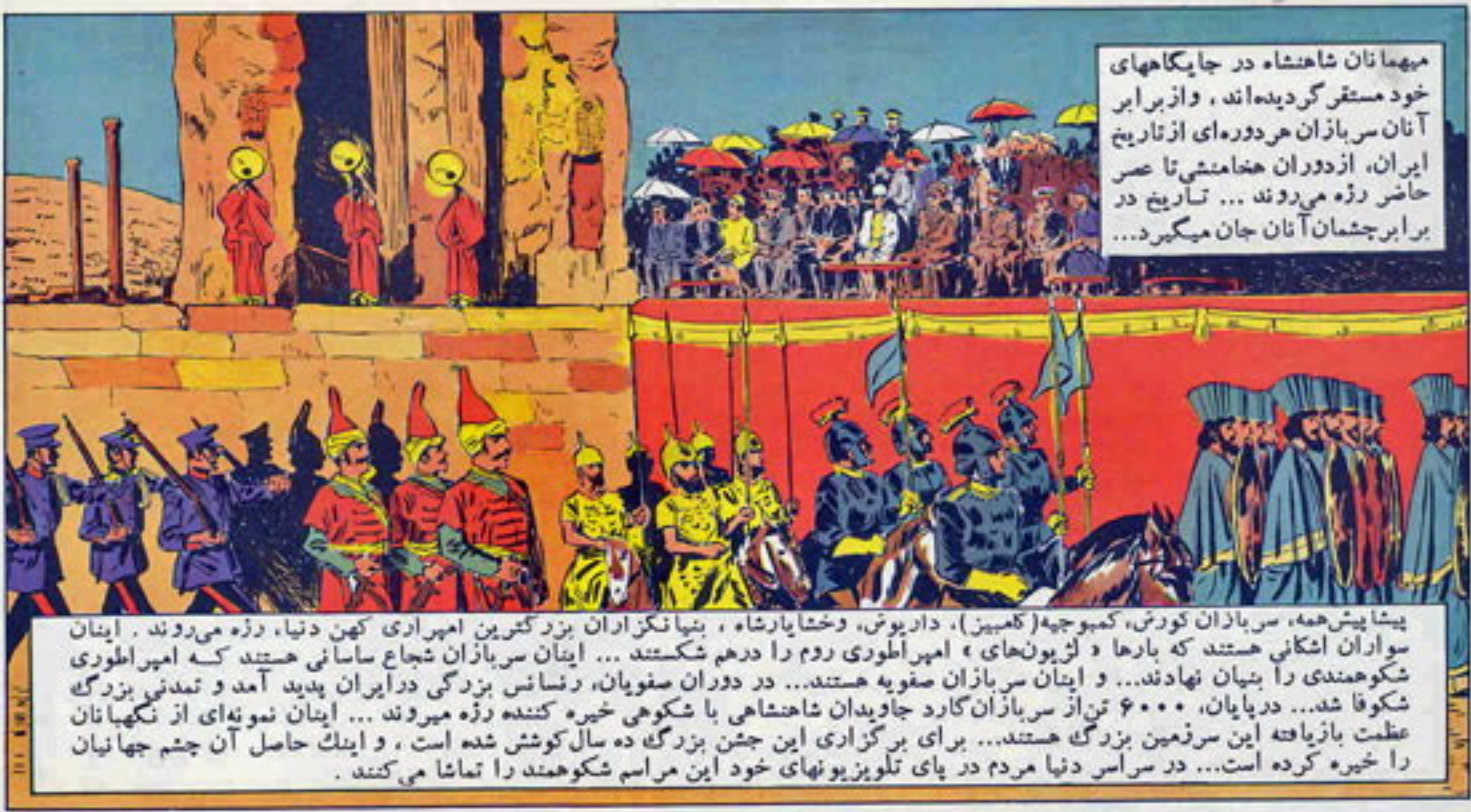 میهمانان شاهنشاه در جایگاههای
خود مستقر گردیده‌اند ، و از برابر
آنان سربازان هر دوره‌ای از تاریخ
ایران، از دوران هخامنشی تا عصر
حاضر رژه می‌روند ... تاریخ در
برابر چشمان آنان جان میگیرد...
پیشاپیش همه، سربازان کورش، کمبوجیه(کامبیز)، داریوش، وخشایارشاه ، بنیانگزاران بزرگترین امپراری کهن دنیا، رژه می‌روند . اینان
سواران اشکانی هستند که بارها « لژیون‌های » امپراطوری روم را درهم شکستند ... اینان سربازان شجاع ساسانی هستند کــه امپراطوری
شکوهمندی را بنیان نهادند... و اینان سربازان صفویه هستند... در دوران صفویان، رنسانس بزرگی درایران پدید آمد و تمدنی بزرگ
شکوفا شد... درپایان، ۶۰۰۰ تن‌از سربازان گارد جاویدان شاهنشاهی با شکوهی خیره کننده رژه میروند ... اینان نمونه‌ای از نگهبانان
عظمت بازیافته این سرزمین بزرگ هستند... برای برگزاری این جشن بزرگ ده سال کوشش شده است ، و اینك حاصل آن چشم جهانیان
را خیره کرده است... در سراسر دنیا مردم در پای تلویزیونهای خود این مراسم شکوهمند را تماشا می‌کنند .